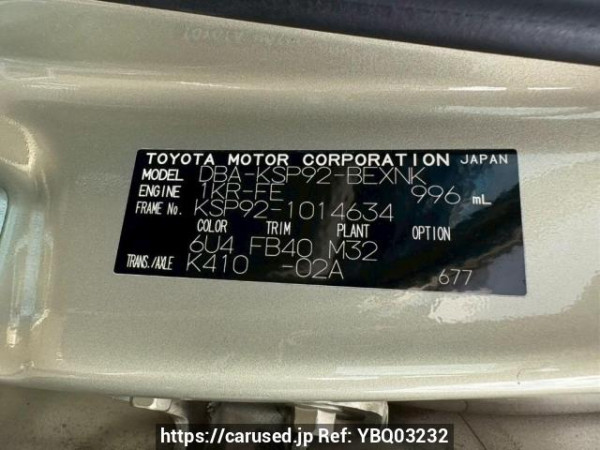 TOYOTA MOTOR CORPORATION JAPAN
MODEL DBA-KSP92-BEXNK
ENGINE 1KR-FE 996 mL
FRAME No. KSP92-1014634
COLOR TRIM PLANT OPTION
6U4 FB40 M32
TRANS./AXLE K410 -02A 677
https://carused.jp Ref: YBQ03232